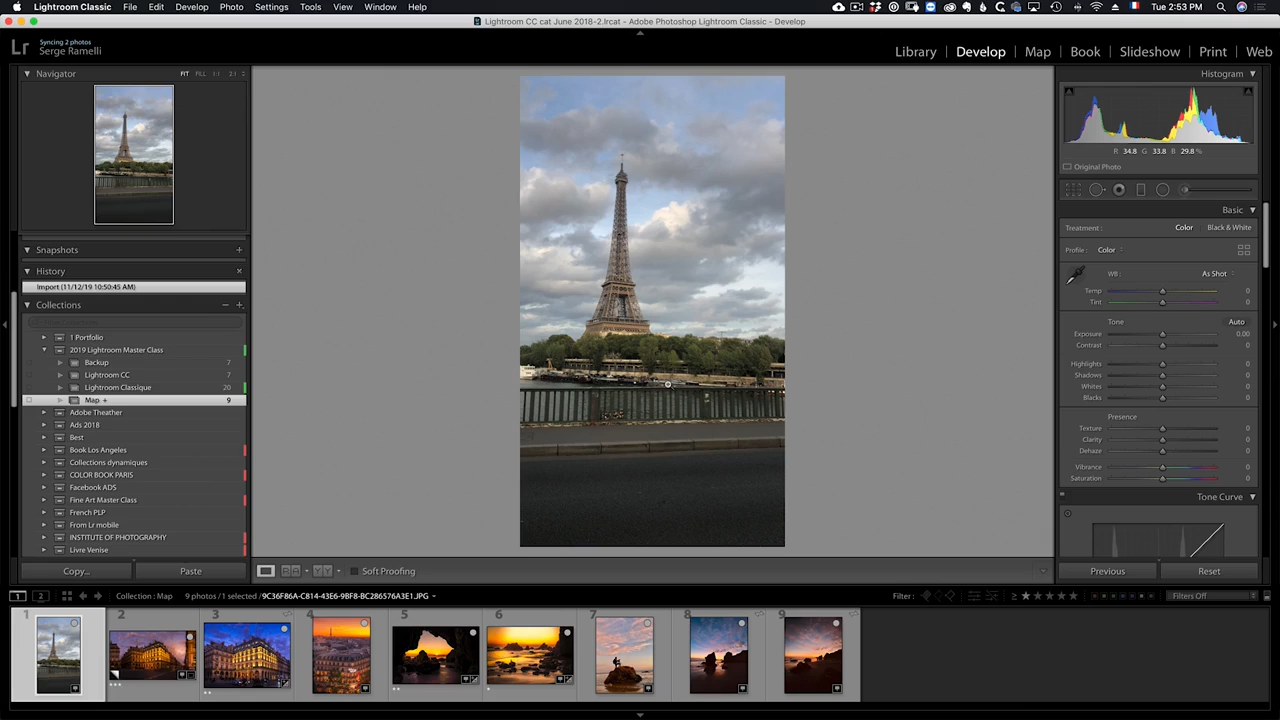 Lightroom Classic File Edit Develop Photo Settings Tools View Window Help Tue 2:53 PM
Lightroom CC cat June 2018-2.lrcat - Adobe Photoshop Lightroom Classic - Develop
Lr Syncing 2 photos
Serge Ramelli
Library | Develop | Map | Book | Slideshow | Print | Web
Navigator FIT FILL 1:1 2:1
Snapshots +
History ×
Import (11/12/19 10:50:45 AM)
Collections − +
1 Portfolio
2019 Lightroom Master Class
Backup 7
Lightroom CC 7
Lightroom Classique 20
Map + 9
Adobe Theather
Ads 2018
Best
Book Los Angeles
Collections dynamiques
COLOR BOOK PARIS
Facebook ADS
Fine Art Master Class
French PLP
From Lr mobile
INSTITUTE OF PHOTOGRAPHY
Livre Venise
Copy... Paste
Soft Proofing
Histogram
R 34.8 G 33.8 B 29.8 %
Original Photo
Basic
Treatment : Color Black & White
Profile : Color
WB : As Shot
Temp 0
Tint 0
Tone Auto
Exposure 0.00
Contrast 0
Highlights 0
Shadows 0
Whites 0
Blacks 0
Presence
Texture 0
Clarity 0
Dehaze 0
Vibrance 0
Saturation 0
Tone Curve
Previous Reset
1 2 Collection : Map 9 photos / 1 selected / 9C36F86A-C814-43E6-9BF8-BC286576A3E1.JPG Filter : Filters Off
1 2 3 4 5 6 7 8 9